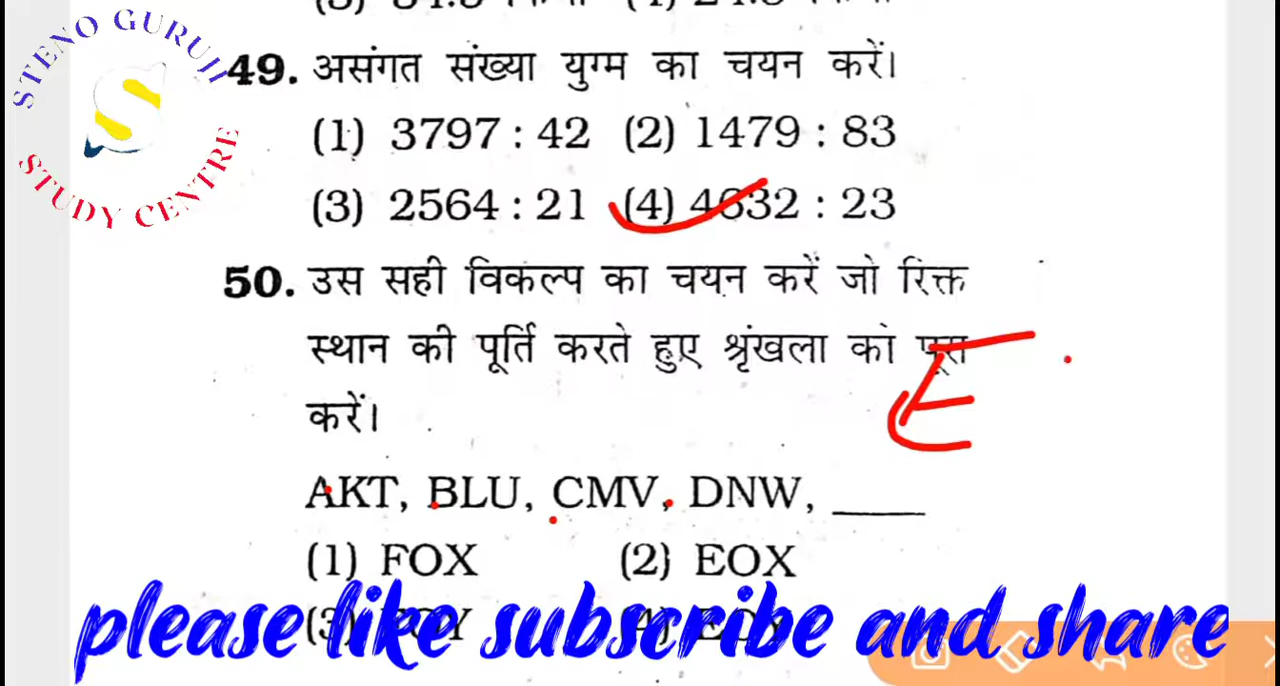 STENO GURUJI
STUDY CENTRE
S
49. असंगत संख्या युग्म का चयन करें।
(1) 3797 : 42 (2) 1479 : 83
(3) 2564 : 21 (4) 4632 : 23
50. उस सही विकल्प का चयन करें जो रिक्त
स्थान की पूर्ति करते हुए श्रृंखला को पूरा
करें।
E
AKT, BLU, CMV, DNW, ____
(1) FOX (2) EOX
please like subscribe and share